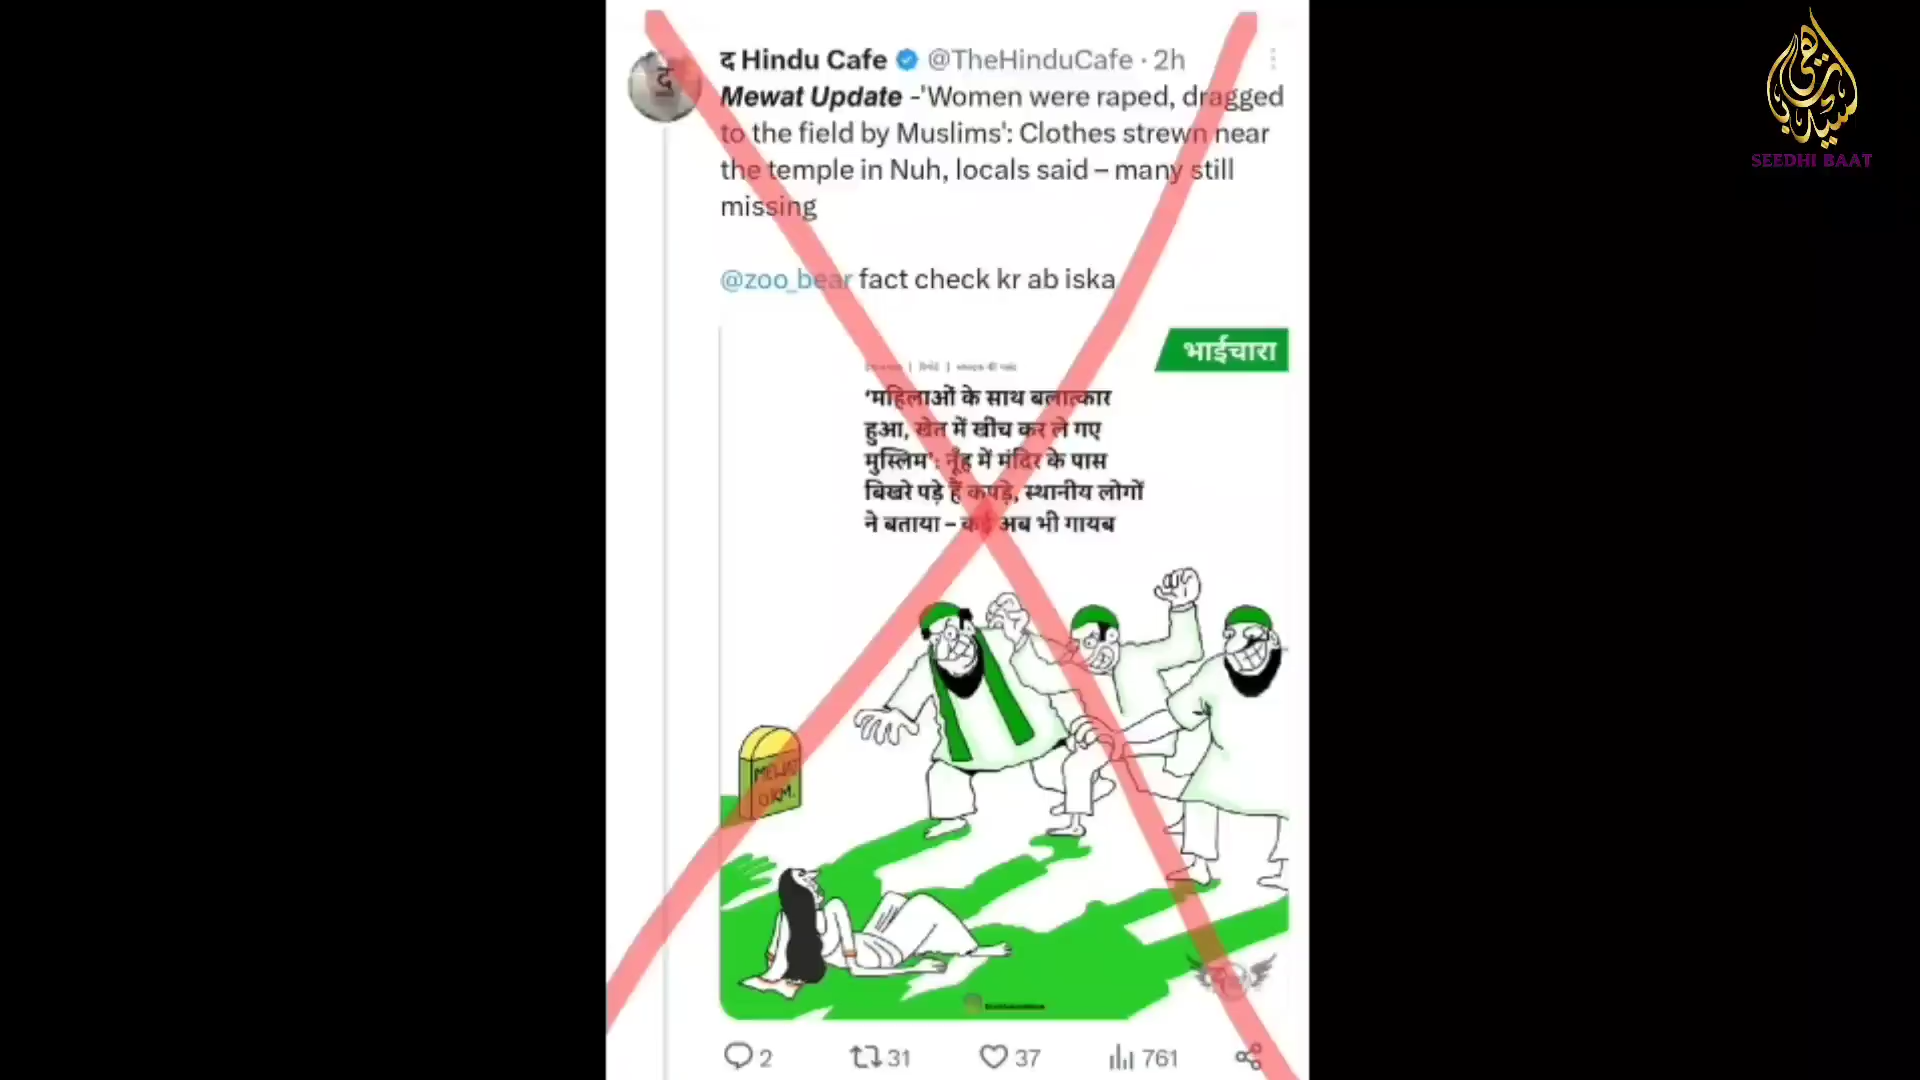 द Hindu Cafe @TheHinduCafe · 2h
Mewat Update -'Women were raped, dragged
to the field by Muslims': Clothes strewn near
the temple in Nuh, locals said – many still
missing
@zoo_bear fact check kr ab iska
भाईचारा
'महिलाओं के साथ बलात्कार
हुआ, खेत में खींच कर ले गए
मुस्लिम': नूँह में मंदिर के पास
बिखरे पड़े हैं कपड़े, स्थानीय लोगों
ने बताया – कई अब भी गायब
MEWAT
0KM.
2 31 37 761
SEEDHI BAAT